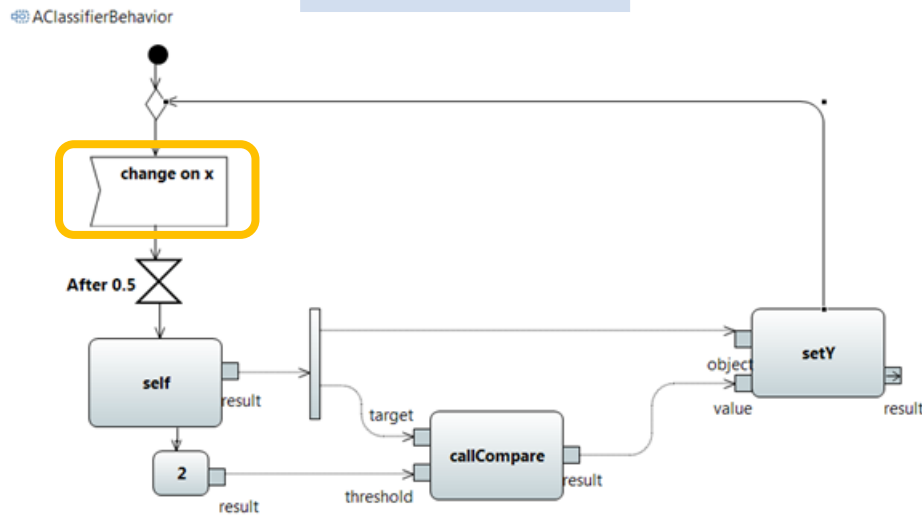 AClassifierBehavior
change on x
After 0.5
self
result
2
result
target
threshold
callCompare
result
object
value
setY
result